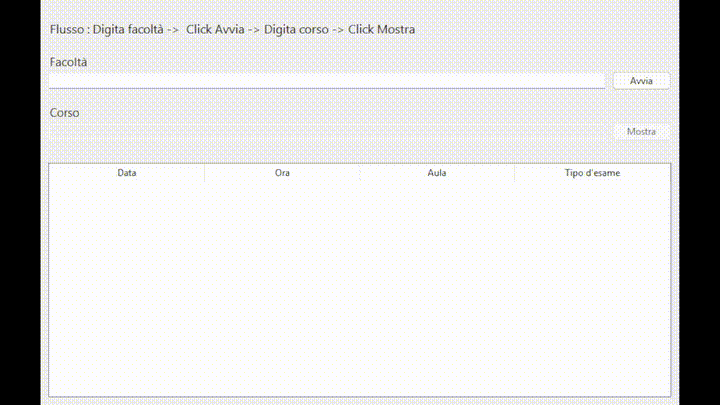 Flusso : Digita facoltà -> Click Avvia -> Digita corso -> Click Mostra
Facoltà
Avvia
Corso
Mostra
Data Ora Aula Tipo d'esame